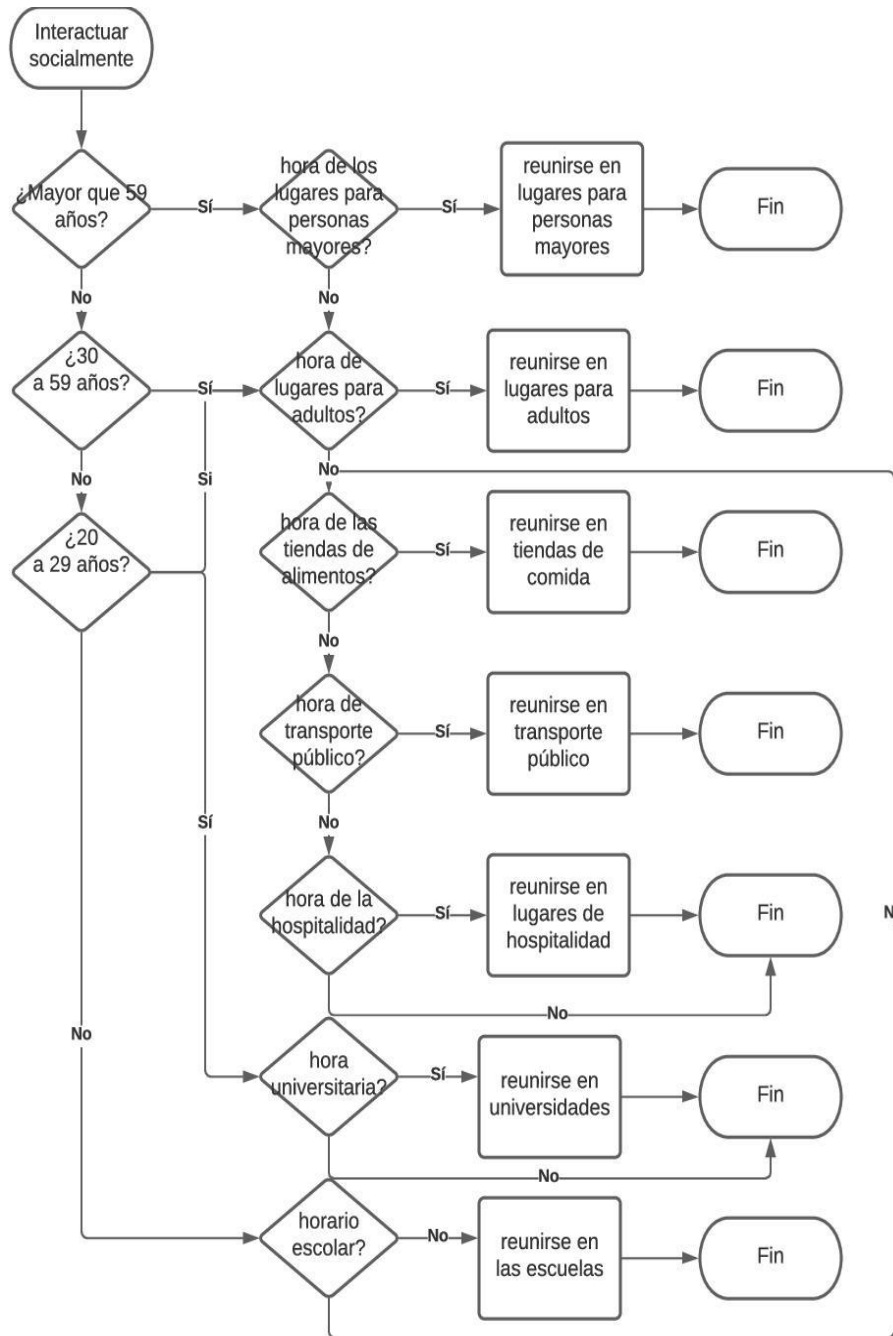 Interactuar
socialmente
¿Mayor que 59
años?
Sí
hora de los
lugares para
personas
mayores?
Sí
reunirse en
lugares para
personas
mayores
Fin
No
No
¿30
a 59 años?
Sí
hora de
lugares para
adultos?
Sí
reunirse en
lugares para
adultos
Fin
No
Si
No
¿20
a 29 años?
hora de las
tiendas de
alimentos?
Sí
reunirse en
tiendas de
comida
Fin
No
hora de
transporte
público?
Sí
reunirse en
transporte
público
Fin
Sí
No
hora de la
hospitalidad?
Sí
reunirse en
lugares de
hospitalidad
Fin
No
No
hora
universitaria?
Sí
reunirse en
universidades
Fin
No
horario
escolar?
No
reunirse en
las escuelas
Fin